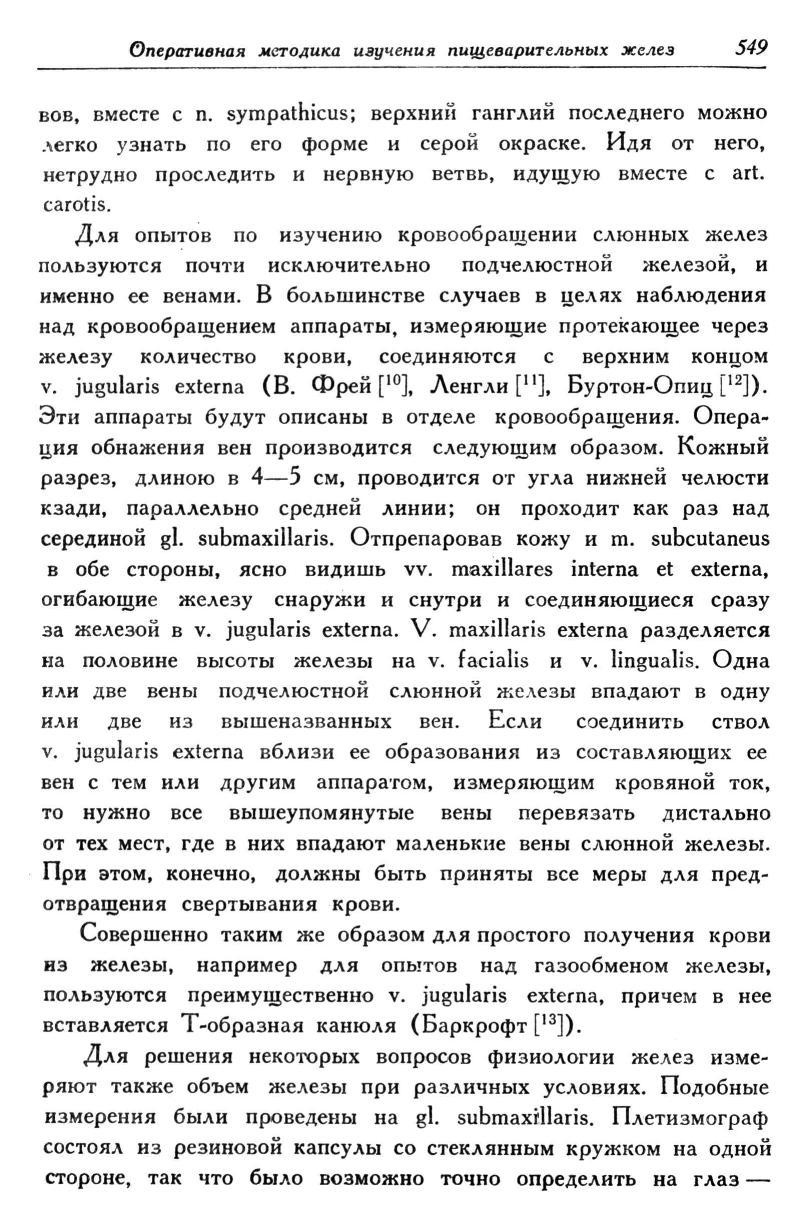 Оперативная методика изучения пищеварительных желез 549
вов, вместе с n. sympathicus; верхний ганглий последнего можно
легко узнать по его форме и серой окраске. Идя от него,
нетрудно проследить и нервную ветвь, идущую вместе с art.
carotis.
Для опытов по изучению кровообращении слюнных желез
пользуются почти исключительно подчелюстной железой, и
именно ее венами. В большинстве случаев в целях наблюдения
над кровообращением аппараты, измеряющие протекающее через
железу количество крови, соединяются с верхним концом
v. jugularis externa (В. Фрей [10], Ленгли [11], Буртон-Опиц [12]).
Эти аппараты будут описаны в отделе кровообращения. Опера-
ция обнажения вен производится следующим образом. Кожный
разрез, длиною в 4—5 см, проводится от угла нижней челюсти
кзади, параллельно средней линии; он проходит как раз над
серединой gl. submaxillaris. Отпрепаровав кожу и m. subcutaneus
в обе стороны, ясно видишь vv. maxillares interna et externa,
огибающие железу снаружи и снутри и соединяющиеся сразу
за железой в v. jugularis externa. V. maxillaris externa разделяется
на половине высоты железы на v. facialis и v. lingualis. Одна
или две вены подчелюстной слюнной железы впадают в одну
или две из вышеназванных вен. Если соединить ствол
v. jugularis externa вблизи ее образования из составляющих ее
вен с тем или другим аппаратом, измеряющим кровяной ток,
то нужно все вышеупомянутые вены перевязать дистально
от тех мест, где в них впадают маленькие вены слюнной железы.
При этом, конечно, должны быть приняты все меры для пред-
отвращения свертывания крови.
Совершенно таким же образом для простого получения крови
из железы, например для опытов над газообменом железы,
пользуются преимущественно v. jugularis externa, причем в нее
вставляется Т-образная канюля (Баркрофт [13]).
Для решения некоторых вопросов физиологии желез изме-
ряют также объем железы при различных условиях. Подобные
измерения были проведены на gl. submaxillaris. Плетизмограф
состоял из резиновой капсулы со стеклянным кружком на одной
стороне, так что было возможно точно определить на глаз —